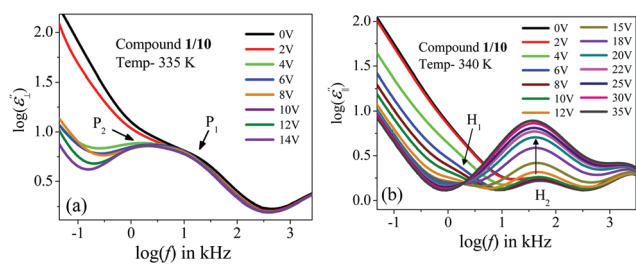 log(ε''⊥)
2.0
1.5
1.0
0.5
-1 0 1 2 3
log(f) in kHz
Compound 1/10
Temp- 335 K
P₂
P₁
(a)
0V
2V
4V
6V
8V
10V
12V
14V
log(ε''∥)
2.0
1.5
1.0
0.5
0.0
-1 0 1 2 3
log(f) in kHz
Compound 1/10
Temp- 340 K
H₁
H₂
(b)
0V
2V
4V
6V
8V
10V
12V
15V
18V
20V
22V
25V
30V
35V